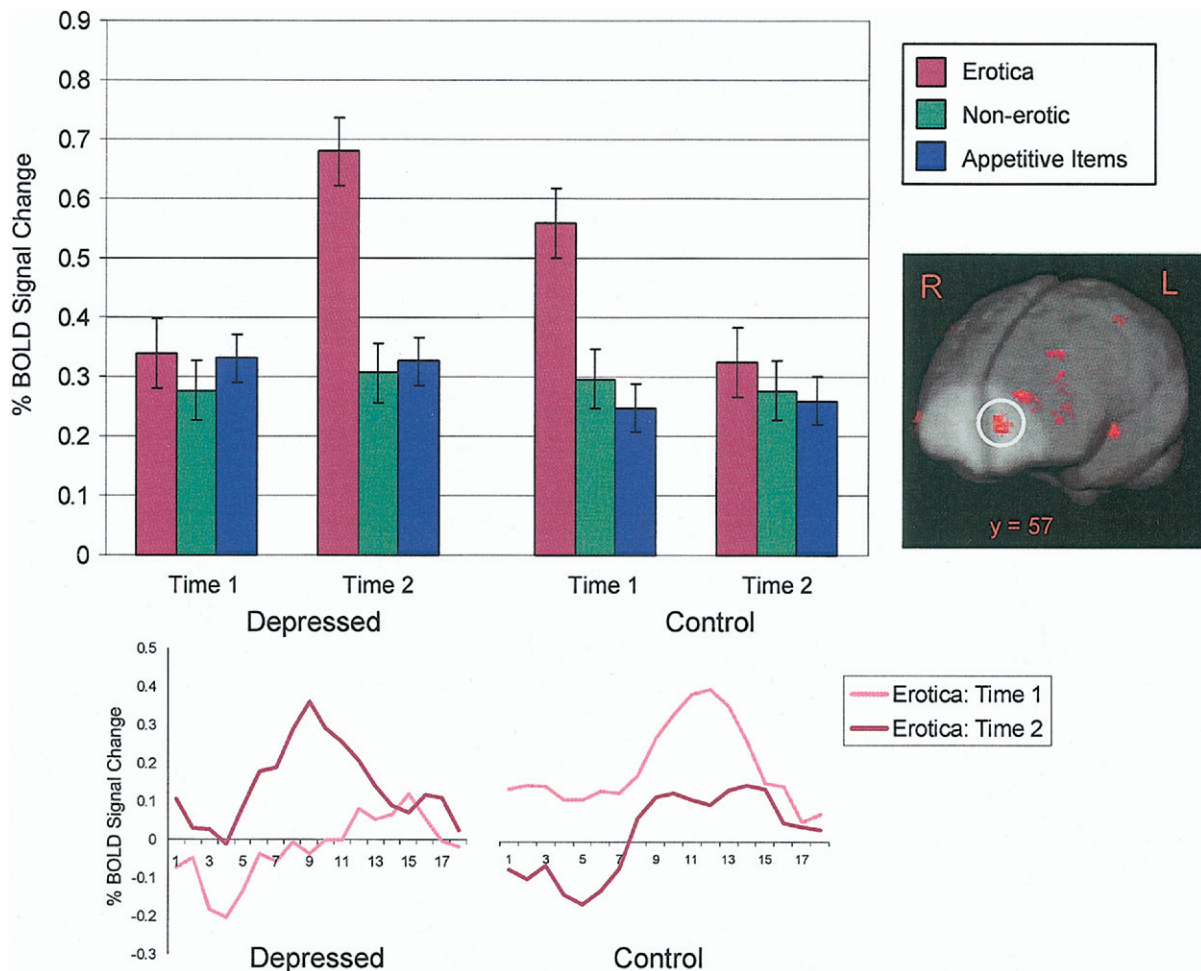 0.9
0.8
0.7
0.6
0.5
0.4
0.3
0.2
0.1
0
% BOLD Signal Change
Time 1
Time 2
Time 1
Time 2
Depressed
Control
Erotica
Non-erotic
Appetitive Items
R
L
y = 57
0.5
0.4
0.3
0.2
0.1
0
-0.1
-0.2
-0.3
% BOLD Signal Change
1 3 5 7 9 11 13 15 17
Depressed
1 3 5 7 9 11 13 15 17
Control
Erotica: Time 1
Erotica: Time 2